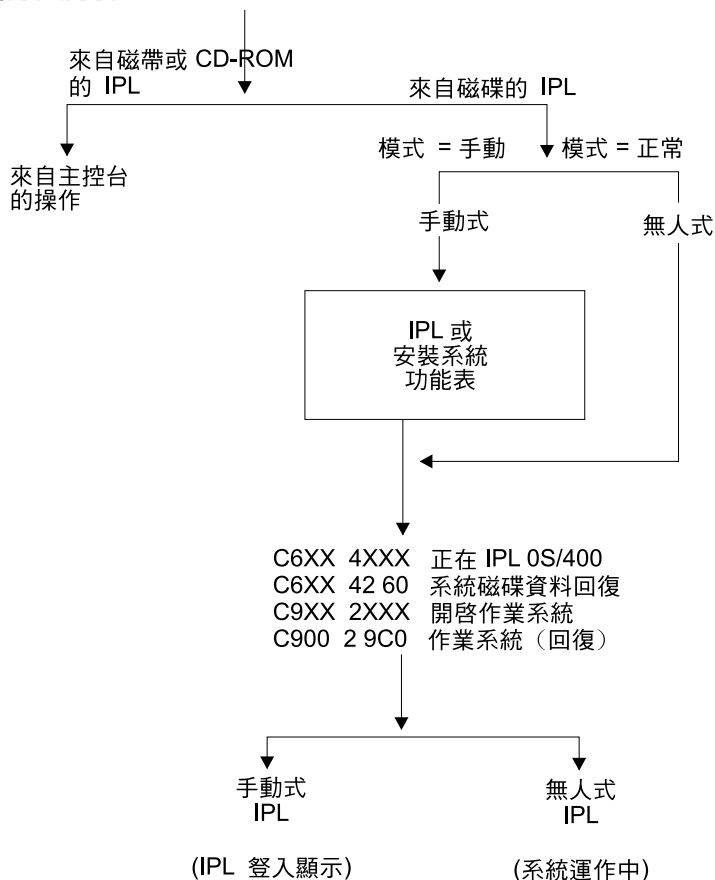 來自磁帶或 CD-ROM
的 IPL
來自磁碟的 IPL
來自主控台
的操作
模式 = 手動
模式 = 正常
手動式
無人式
IPL 或
安裝系統
功能表
C6XX 4XXX 正在 IPL 0S/400
C6XX 42 60 系統磁碟資料回復
C9XX 2XXX 開啓作業系統
C900 2 9C0 作業系統（回復）
手動式
IPL
無人式
IPL
(IPL 登入顯示)
(系統運作中)